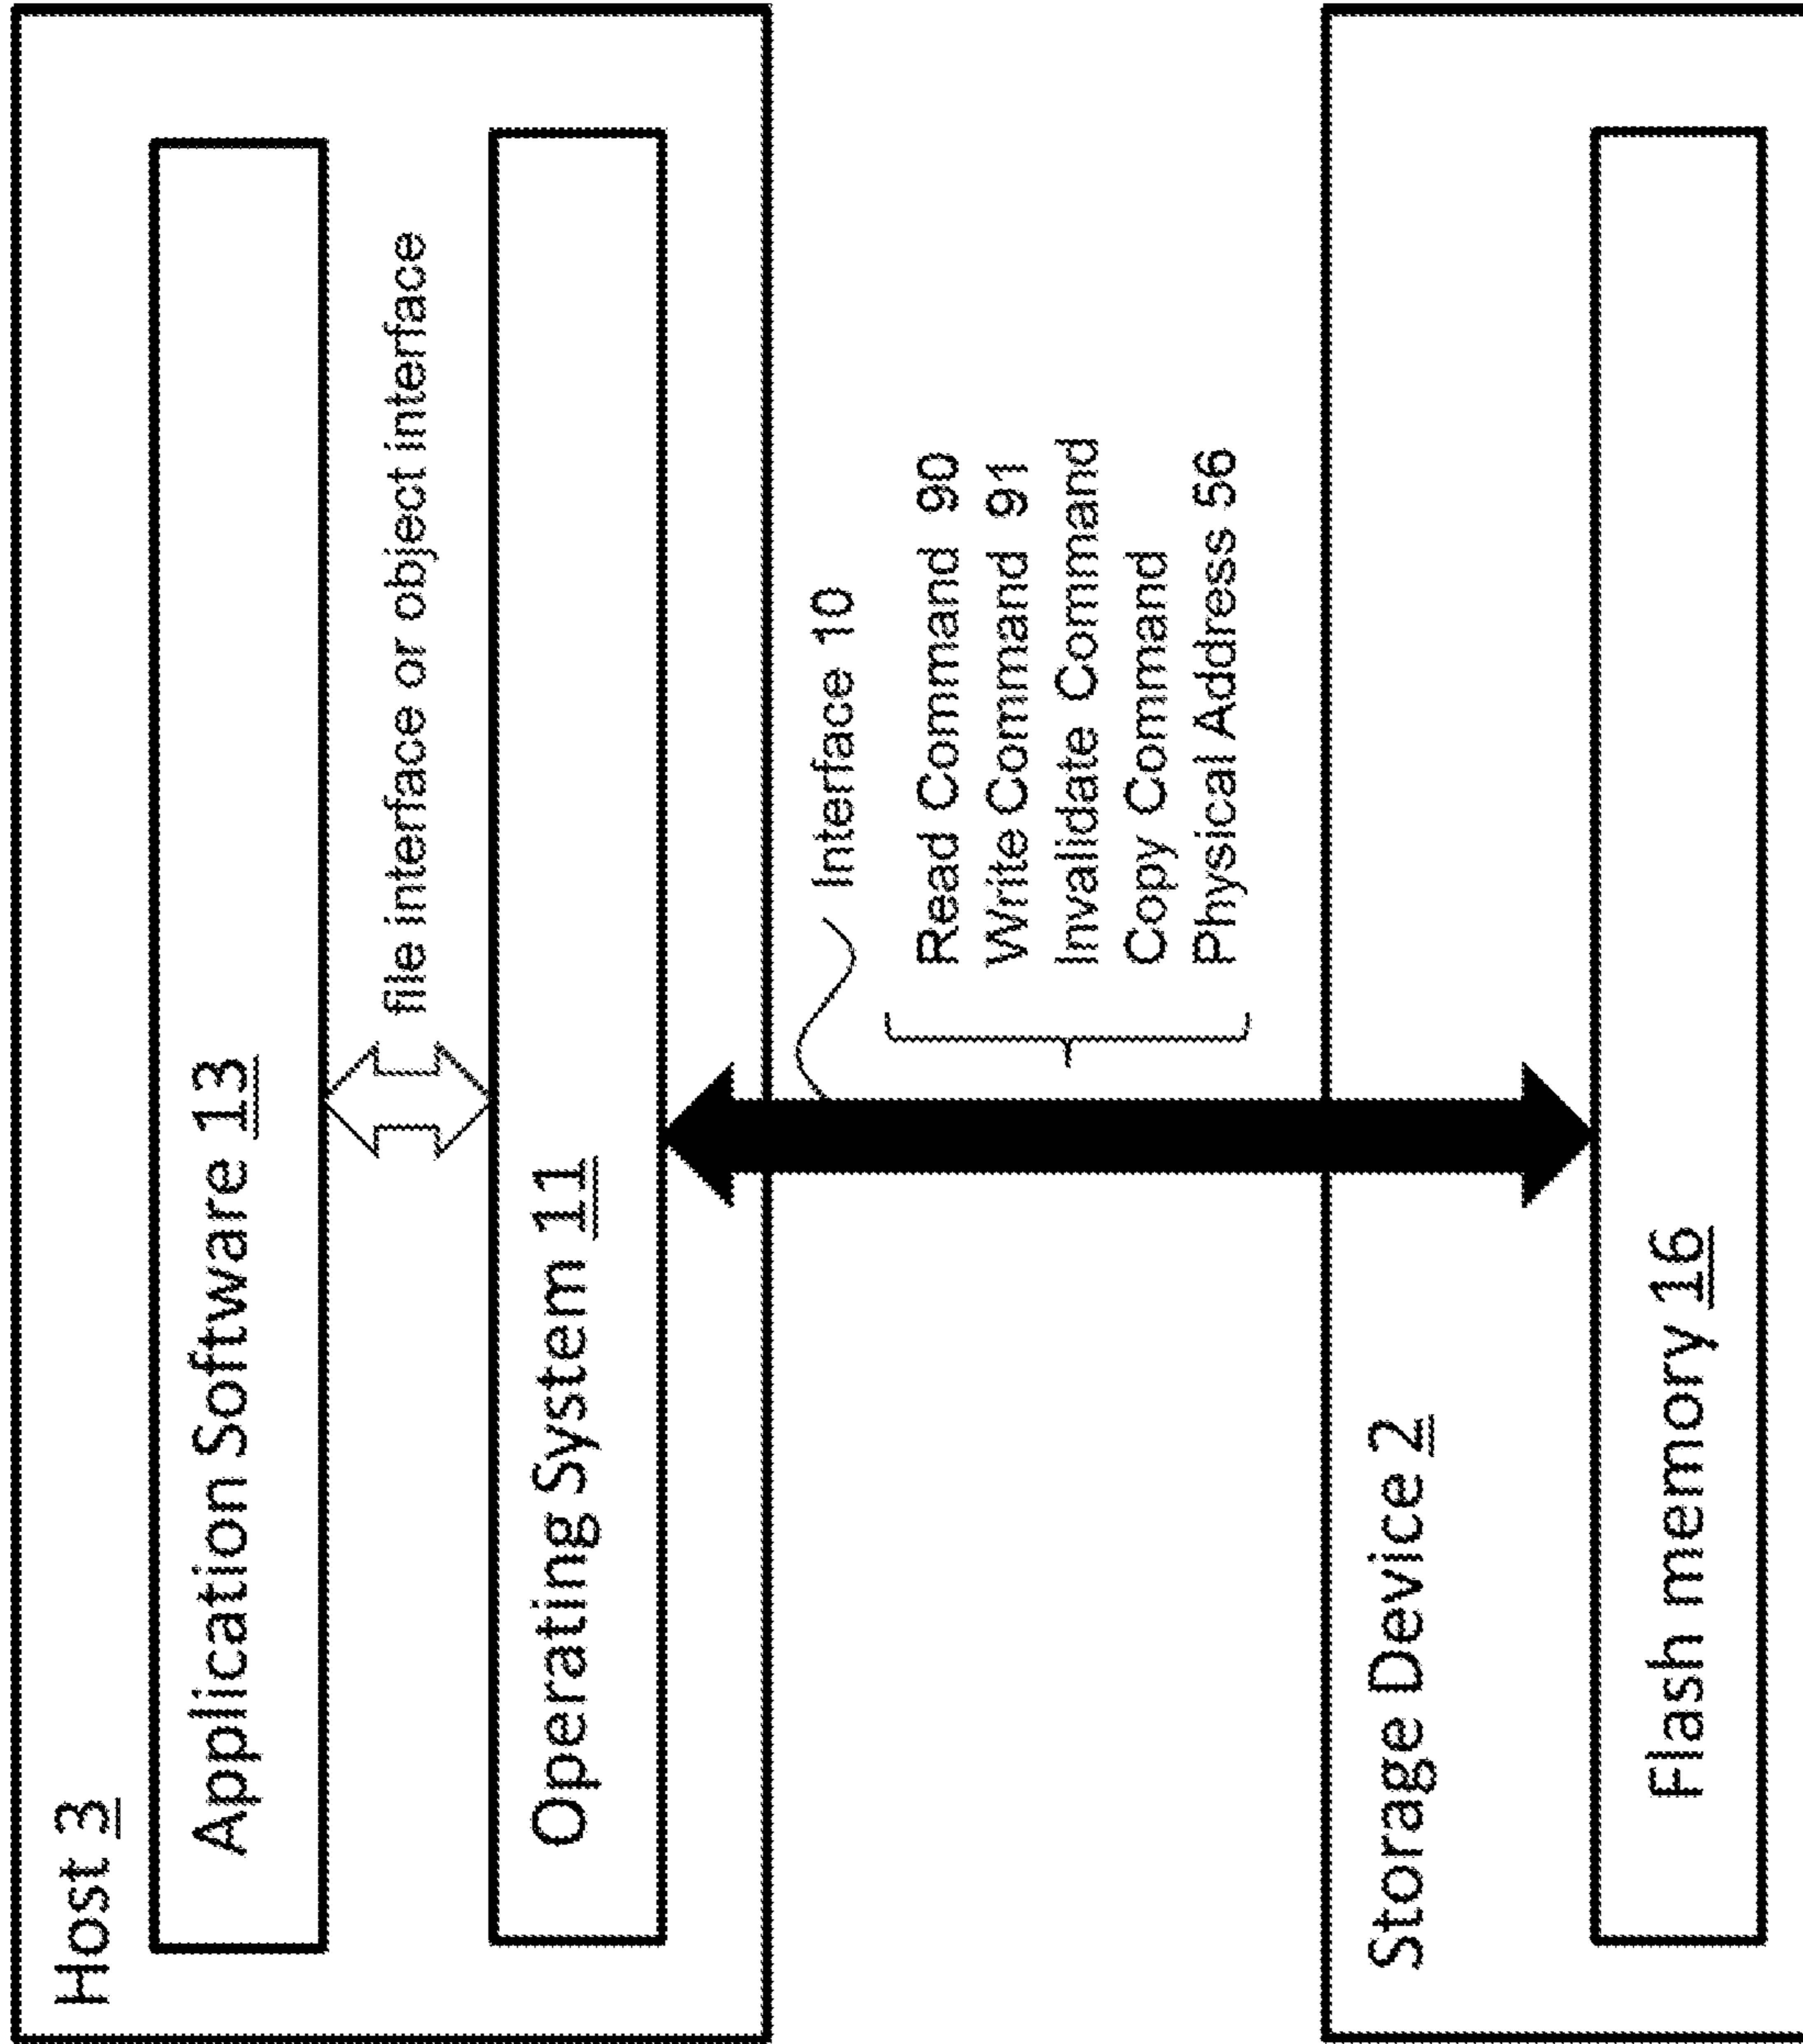 Host 3
Application Software 13
file interface or object interface
Operating System 11
Interface 10
Read Command 90
Write Command 91
Invalidate Command
Copy Command
Physical Address 56
Storage Device 2
Flash memory 16